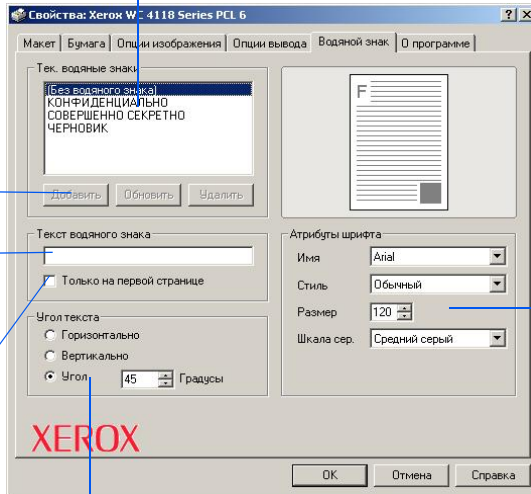 Свойства: Xerox WC 4118 Series PCL 6
Макет Бумага Опции изображения Опции вывода Водяной знак О программе
Тек. водяные знаки
(Без водяного знака)
КОНФИДЕНЦИАЛЬНО
СОВЕРШЕННО СЕКРЕТНО
ЧЕРНОВИК
Добавить Обновить Удалить
F
Текст водяного знака
Только на первой странице
Угол текста
Горизонтально
Вертикально
Угол 45 Градусы
Атрибуты шрифта
Имя Arial
Стиль Обычный
Размер 120
Шкала сер. Средний серый
XEROX
OK Отмена Справка